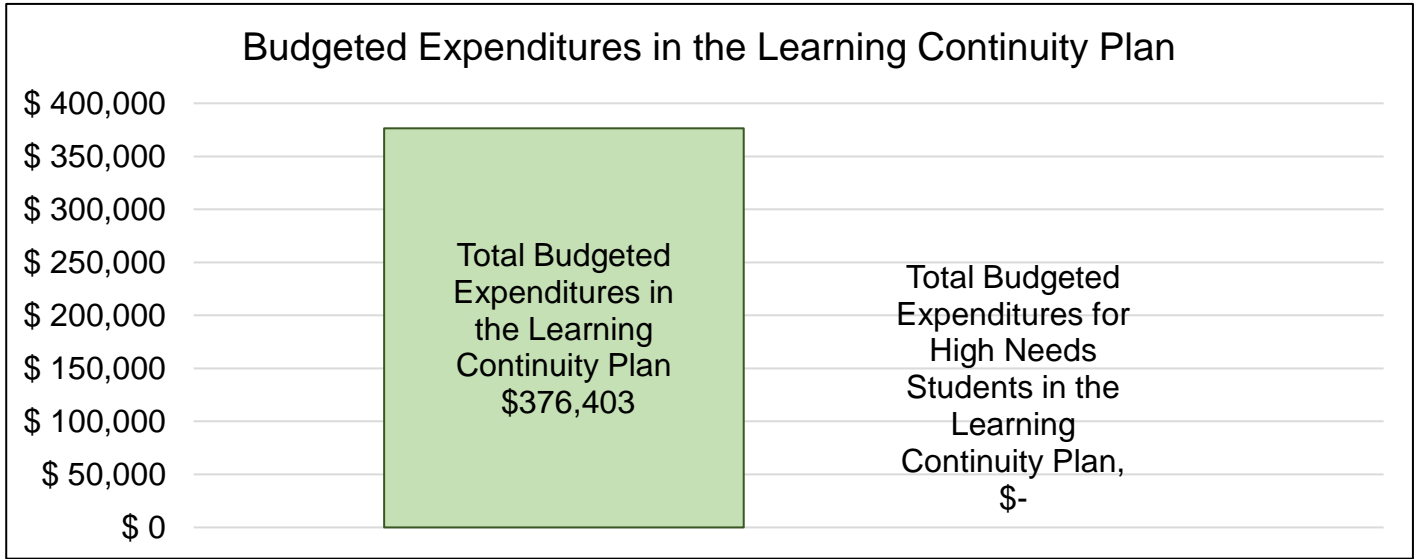 Budgeted Expenditures in the Learning Continuity Plan
$ 400,000
$ 350,000
$ 300,000
$ 250,000
$ 200,000
$ 150,000
$ 100,000
$ 50,000
$ 0
Total Budgeted
Expenditures in
the Learning
Continuity Plan
$376,403
Total Budgeted
Expenditures for
High Needs
Students in the
Learning
Continuity Plan,
$-